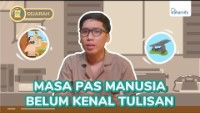 SEJARAH
MASA PAS MANUSIA
BELUM KENAL TULISAN